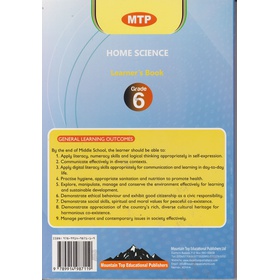 MTP
HOME SCIENCE
Learner's Book
Grade
6
GENERAL LEARNING OUTCOMES
By the end of Middle School, the learner should be able to:
1. Apply literacy, numeracy skills and logical thinking appropriately in self-expression.
2. Communicate effectively in diverse contexts.
3. Apply digital literacy skills appropriately for communication and learning in day-to-day
life.
4. Practise hygiene, appropriate sanitation and nutrition to promote health.
5. Explore, manipulate, manage and conserve the environment effectively for learning
and sustainable development.
6. Demonstrate ethical behaviour and exhibit good citizenship as a civic responsibility.
7. Demonstrate social skills, spiritual and moral values for peaceful co-existence.
8. Demonstrate appreciation of the country's rich, diverse cultural heritage for
harmonious co-existence.
9. Manage pertinent and contemporary issues in society effectively.
Mountain Top Educational Publishers
Mountain Top Educational Publishers Ltd